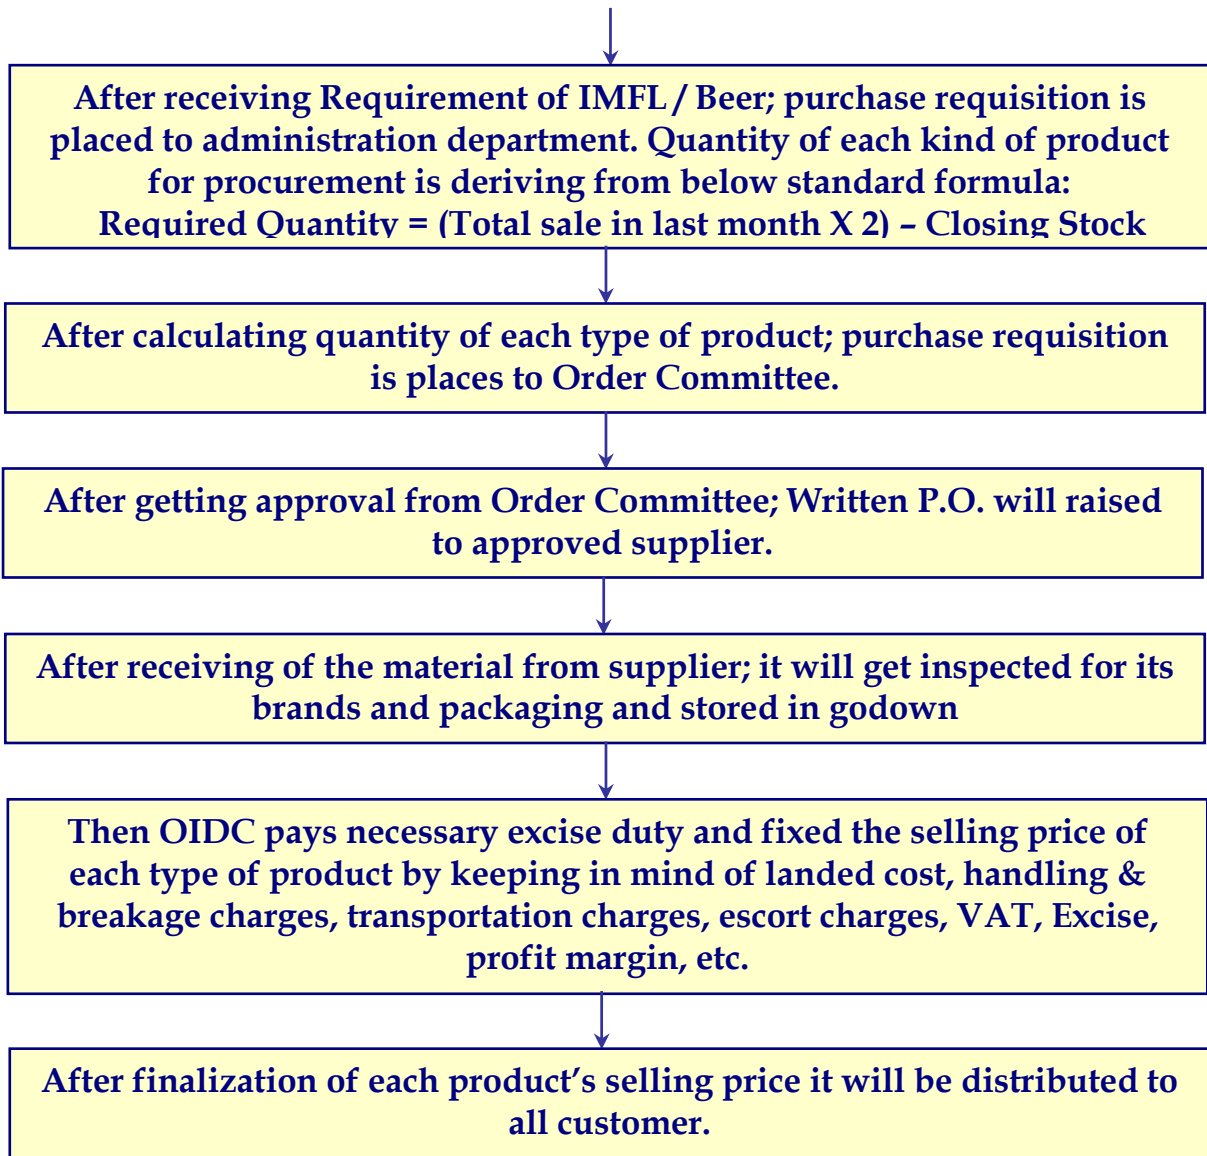 After receiving Requirement of IMFL / Beer; purchase requisition is
placed to administration department. Quantity of each kind of product
for procurement is deriving from below standard formula:
Required Quantity = (Total sale in last month X 2) – Closing Stock
After calculating quantity of each type of product; purchase requisition
is places to Order Committee.
After getting approval from Order Committee; Written P.O. will raised
to approved supplier.
After receiving of the material from supplier; it will get inspected for its
brands and packaging and stored in godown
Then OIDC pays necessary excise duty and fixed the selling price of
each type of product by keeping in mind of landed cost, handling &
breakage charges, transportation charges, escort charges, VAT, Excise,
profit margin, etc.
After finalization of each product’s selling price it will be distributed to
all customer.